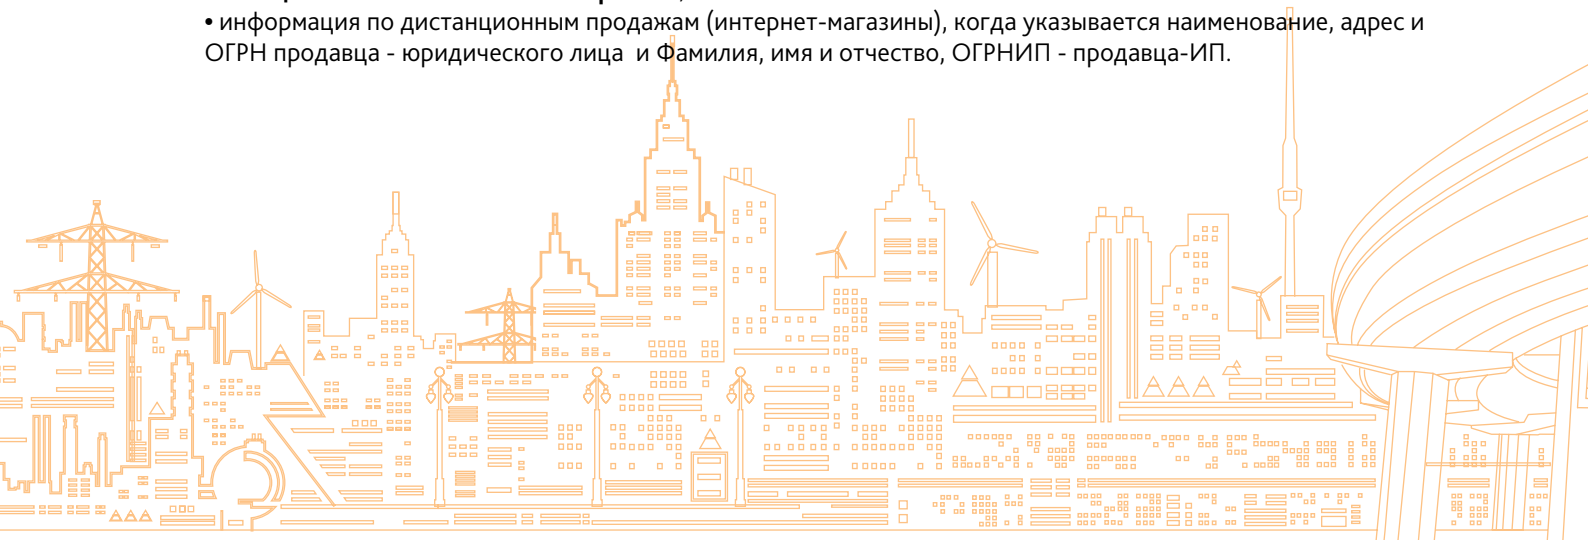 • информация по дистанционным продажам (интернет-магазины), когда указывается наименование, адрес и
ОГРН продавца - юридического лица и Фамилия, имя и отчество, ОГРНИП - продавца-ИП.